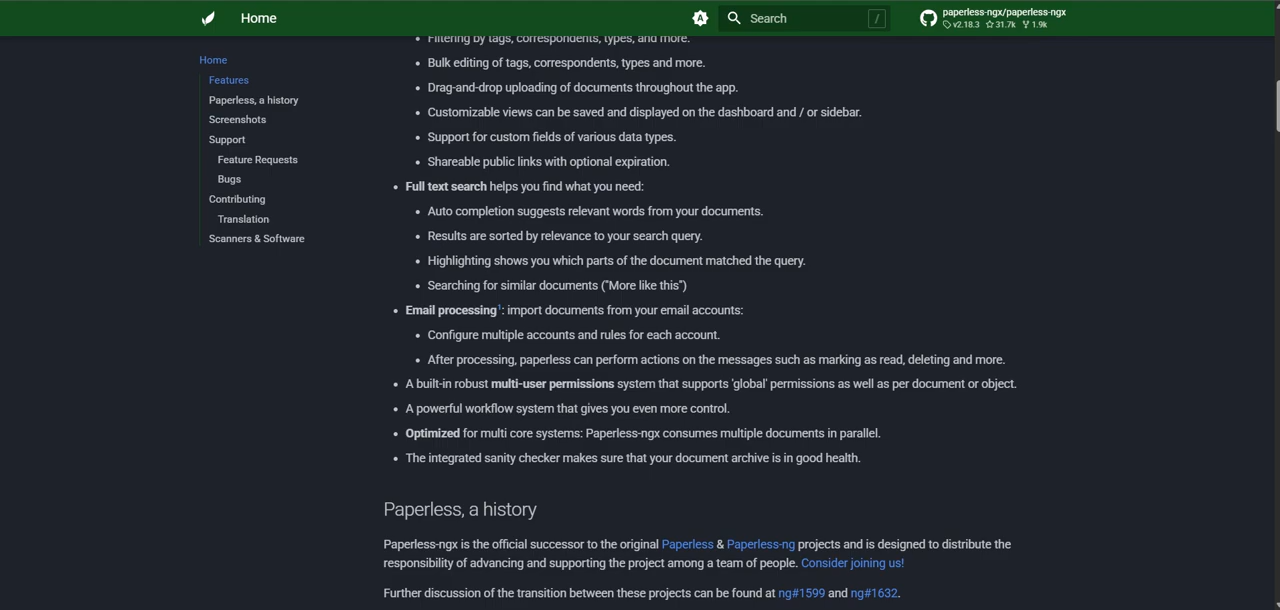 Home
Search
/
paperless-ngx/paperless-ngx
v2.18.3 31.7k 1.9k
Home
Features
Paperless, a history
Screenshots
Support
Feature Requests
Bugs
Contributing
Translation
Scanners & Software
Filtering by tags, correspondents, types, and more.
Bulk editing of tags, correspondents, types and more.
Drag-and-drop uploading of documents throughout the app.
Customizable views can be saved and displayed on the dashboard and / or sidebar.
Support for custom fields of various data types.
Shareable public links with optional expiration.
Full text search helps you find what you need:
Auto completion suggests relevant words from your documents.
Results are sorted by relevance to your search query.
Highlighting shows you which parts of the document matched the query.
Searching for similar documents ("More like this")
Email processing1: import documents from your email accounts:
Configure multiple accounts and rules for each account.
After processing, paperless can perform actions on the messages such as marking as read, deleting and more.
A built-in robust multi-user permissions system that supports 'global' permissions as well as per document or object.
A powerful workflow system that gives you even more control.
Optimized for multi core systems: Paperless-ngx consumes multiple documents in parallel.
The integrated sanity checker makes sure that your document archive is in good health.
Paperless, a history
Paperless-ngx is the official successor to the original Paperless & Paperless-ng projects and is designed to distribute the
responsibility of advancing and supporting the project among a team of people. Consider joining us!
Further discussion of the transition between these projects can be found at ng#1599 and ng#1632.